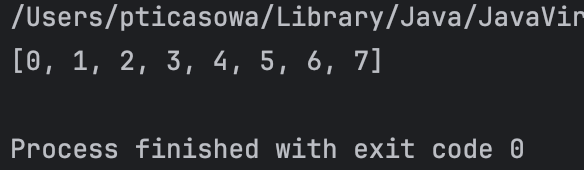 /Users/pticasowa/Library/Java/JavaVir
[0, 1, 2, 3, 4, 5, 6, 7]
Process finished with exit code 0